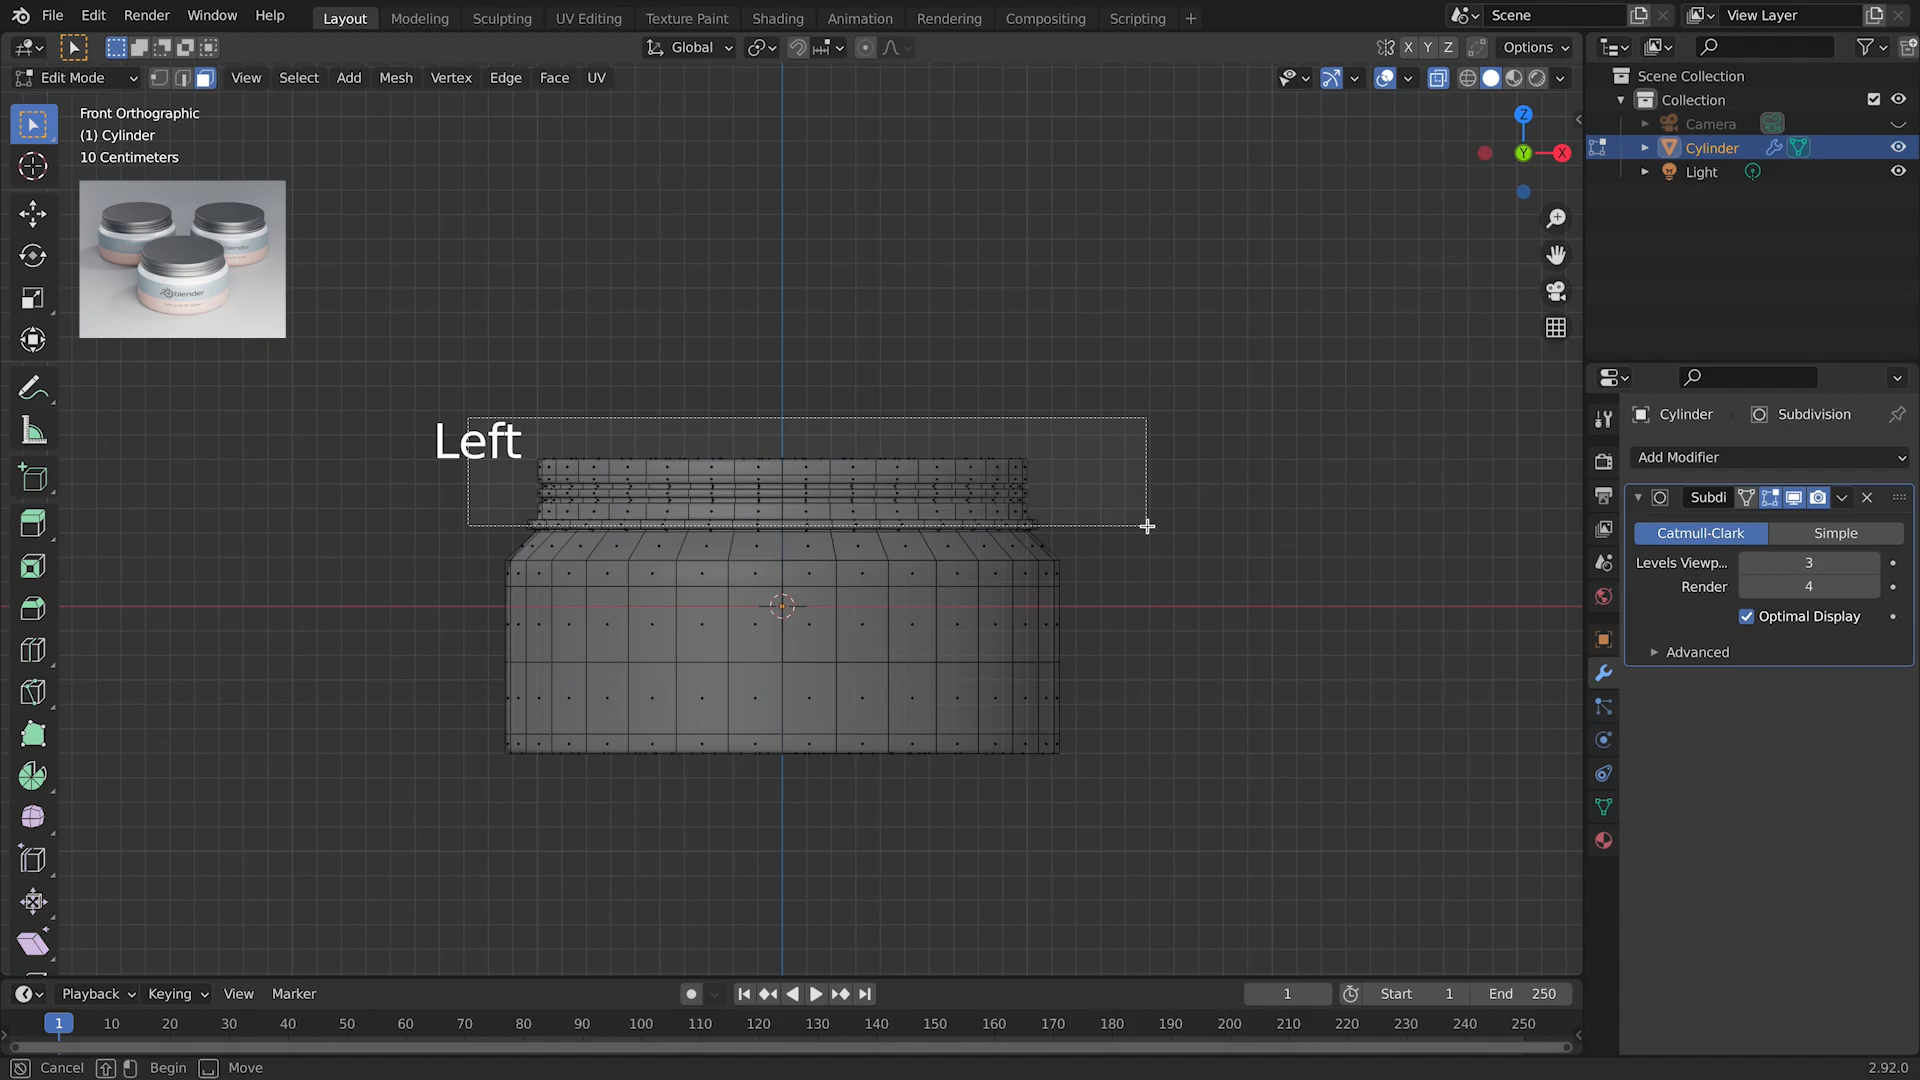 File Edit Render Window Help Layout Modeling Sculpting UV Editing Texture Paint Shading Animation Rendering Compositing Scripting + Scene View Layer
Global X Y Z Options
Edit Mode View Select Add Mesh Vertex Edge Face UV
Front Orthographic
(1) Cylinder
10 Centimeters
blender
Left
Z
Y
X
Scene Collection
Collection
Camera
Cylinder
Light
Cylinder Subdivision
Add Modifier
Subdi
Catmull-Clark Simple
Levels Viewp... 3
Render 4
Optimal Display
Advanced
Playback Keying View Marker 1 Start 1 End 250
1 10 20 30 40 50 60 70 80 90 100 110 120 130 140 150 160 170 180 190 200 210 220 230 240 250
Cancel Begin Move 2.92.0